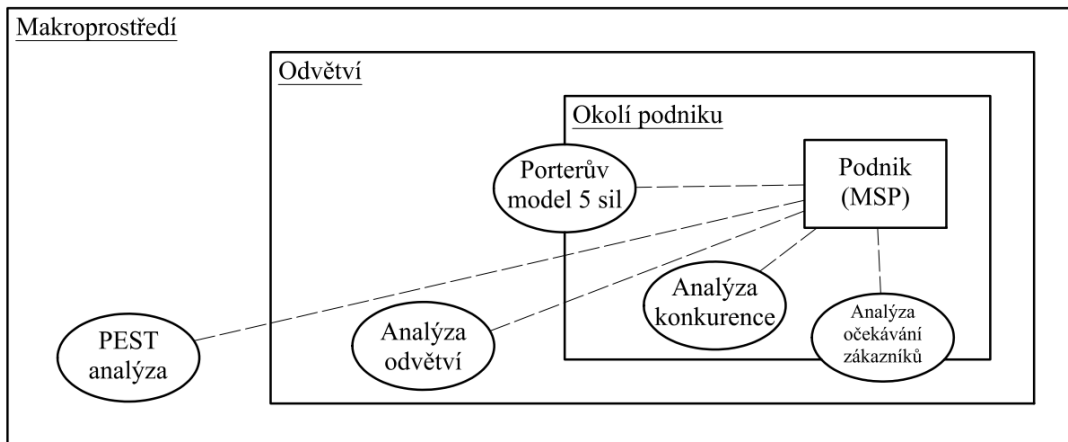 Makroprostředí
Odvětví
Okolí podniku
Porterův
model 5 sil
Podnik
(MSP)
Analýza
konkurence
Analýza
očekávání
zákazníků
Analýza
odvětví
PEST
analýza